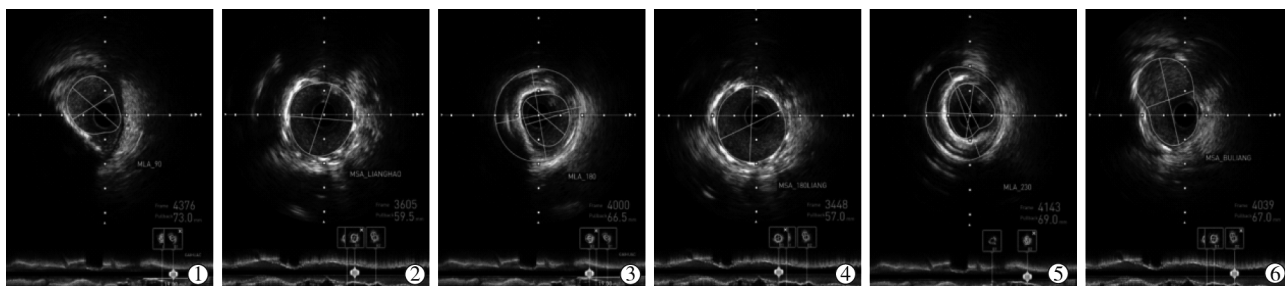 MLA_90
Frame 4376
Pullback 73.0 mm
1
MSA_LIANGHAO
Frame 3605
Pullback 59.5 mm
2
MLA_180
Frame 4000
Pullback 66.5 mm
3
MSA_180LIANG
Frame 3448
Pullback 57.0 mm
4
MLA_230
Frame 4143
Pullback 69.0 mm
5
MSA_BULIANG
Frame 4039
Pullback 67.0 mm
6